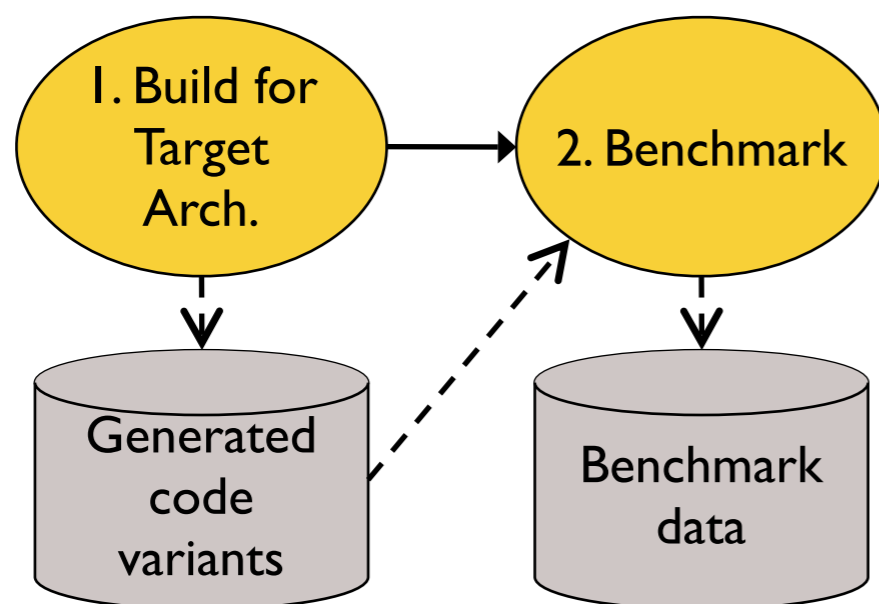 1. Build for
Target
Arch.
2. Benchmark
Generated
code
variants
Benchmark
data